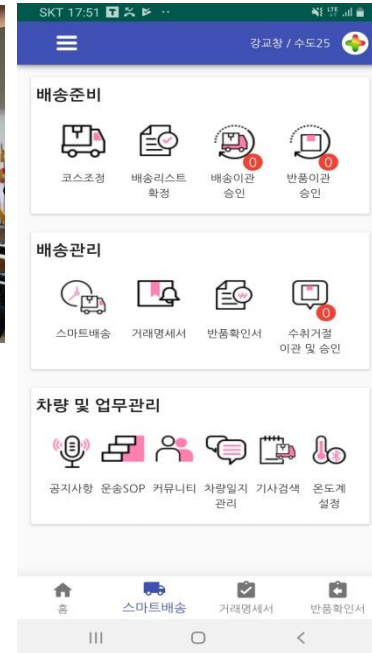 SKT 17:51
LTE
강교창 / 수도25
배송준비
코스조정
배송리스트
확정
0
배송이관
승인
0
반품이관
승인
배송관리
스마트배송
거래명세서
반품확인서
0
수취거절
이관 및 승인
차량 및 업무관리
공지사항
운송SOP
커뮤니티
차량일지
관리
기사검색
온도계
설정
홈
스마트배송
거래명세서
반품확인서